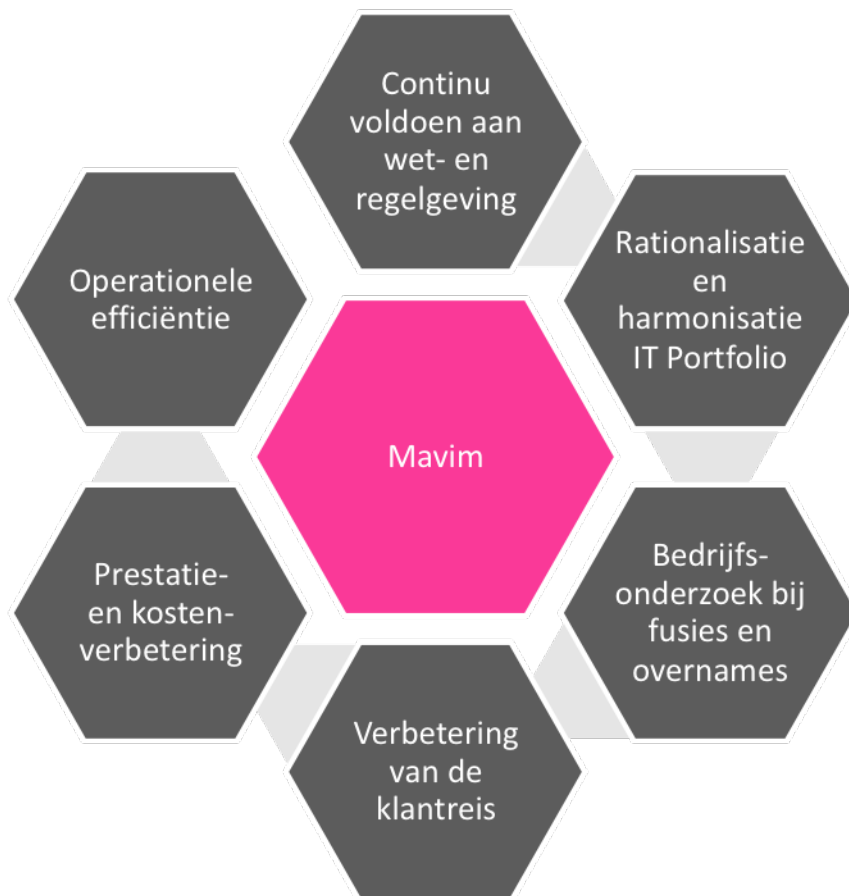 Continu
voldoen aan
wet- en
regelgeving
Rationalisatie
en
harmonisatie
IT Portfolio
Bedrijfs-
onderzoek bij
fusies en
overnames
Verbetering
van de
klantreis
Prestatie-
en kosten-
verbetering
Operationele
efficiëntie
Mavim